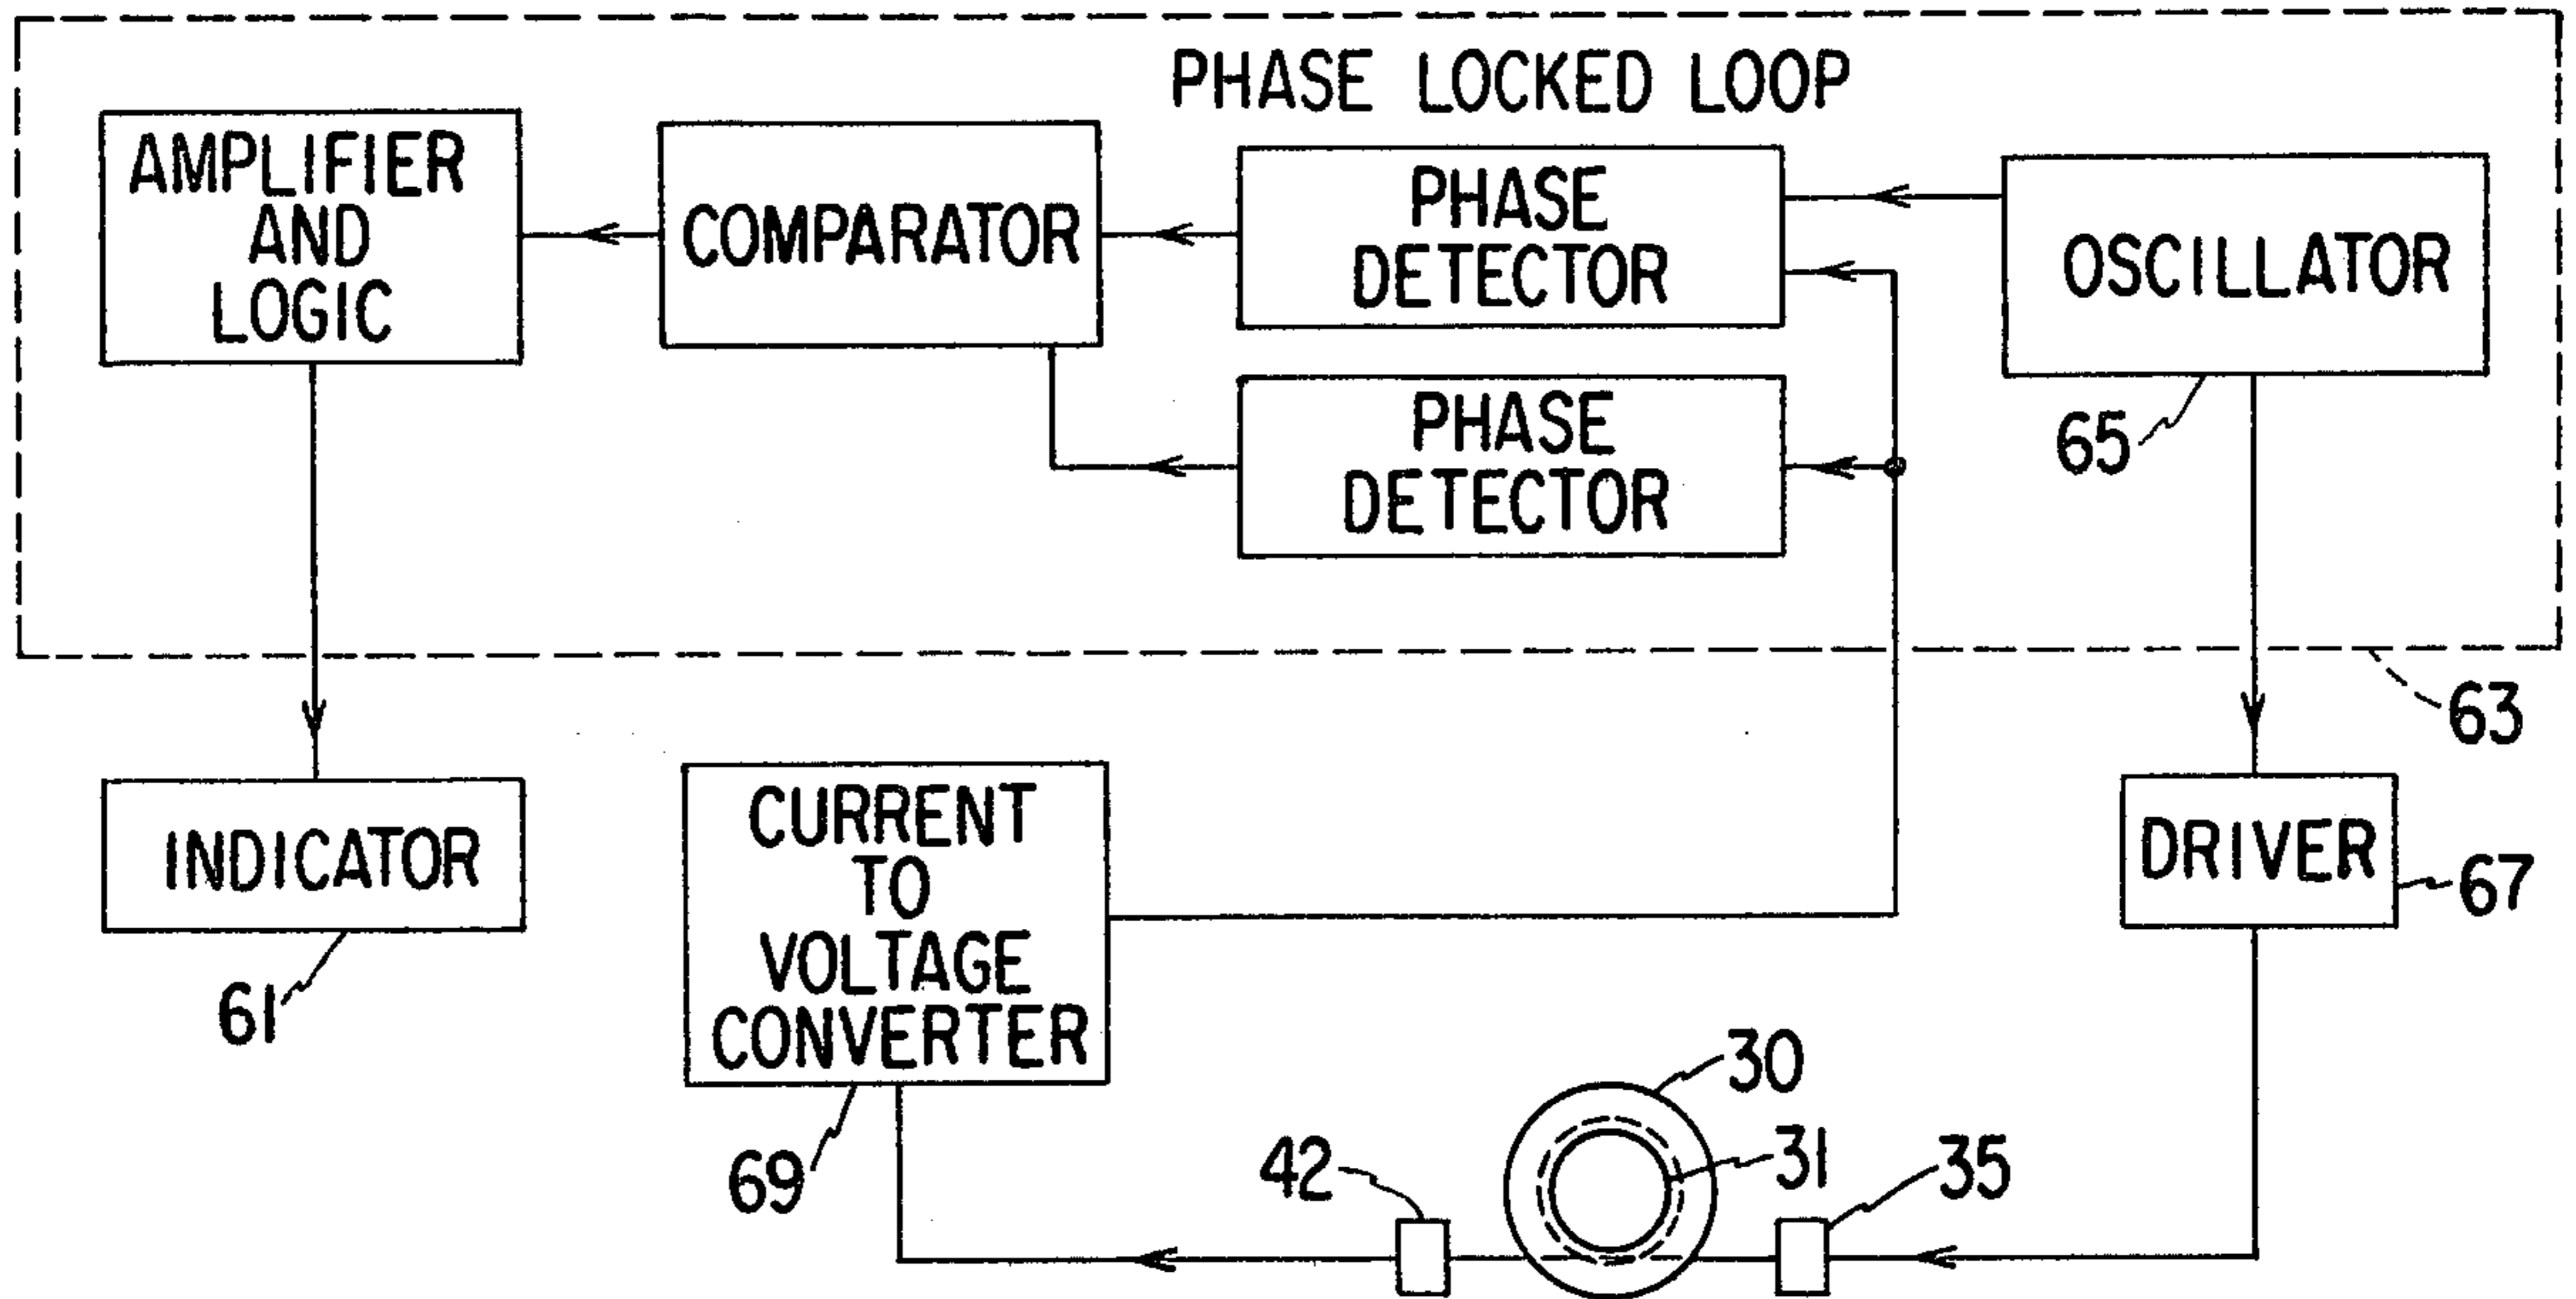 PHASE LOCKED LOOP
AMPLIFIER
AND
LOGIC
COMPARATOR
PHASE
DETECTOR
OSCILLATOR
PHASE
DETECTOR
65
63
INDICATOR
61
CURRENT
TO
VOLTAGE
CONVERTER
69
DRIVER
67
30
31
42
35